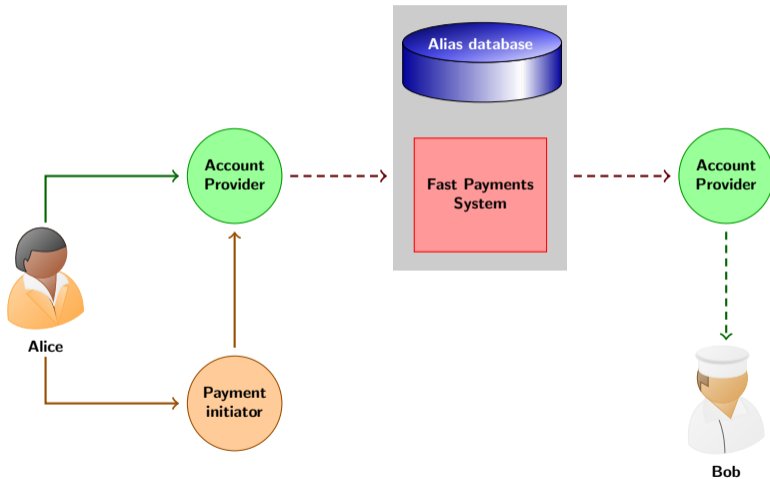 Alias database
Account
Provider
Fast Payments
System
Account
Provider
Alice
Payment
initiator
Bob